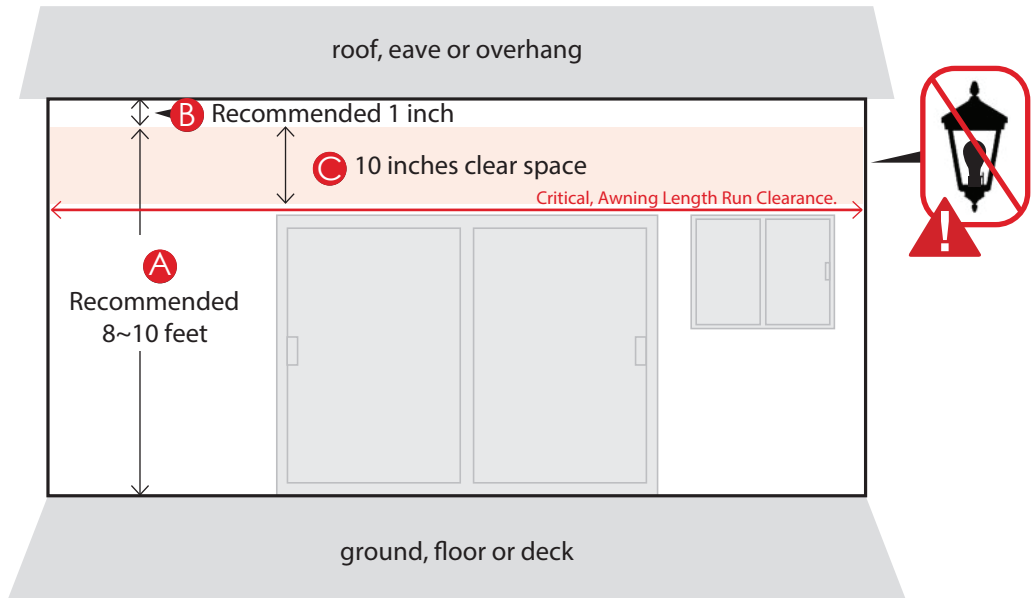 roof, eave or overhang
B Recommended 1 inch
C 10 inches clear space
Critical, Awning Length Run Clearance.
A
Recommended
8~10 feet
!
ground, floor or deck